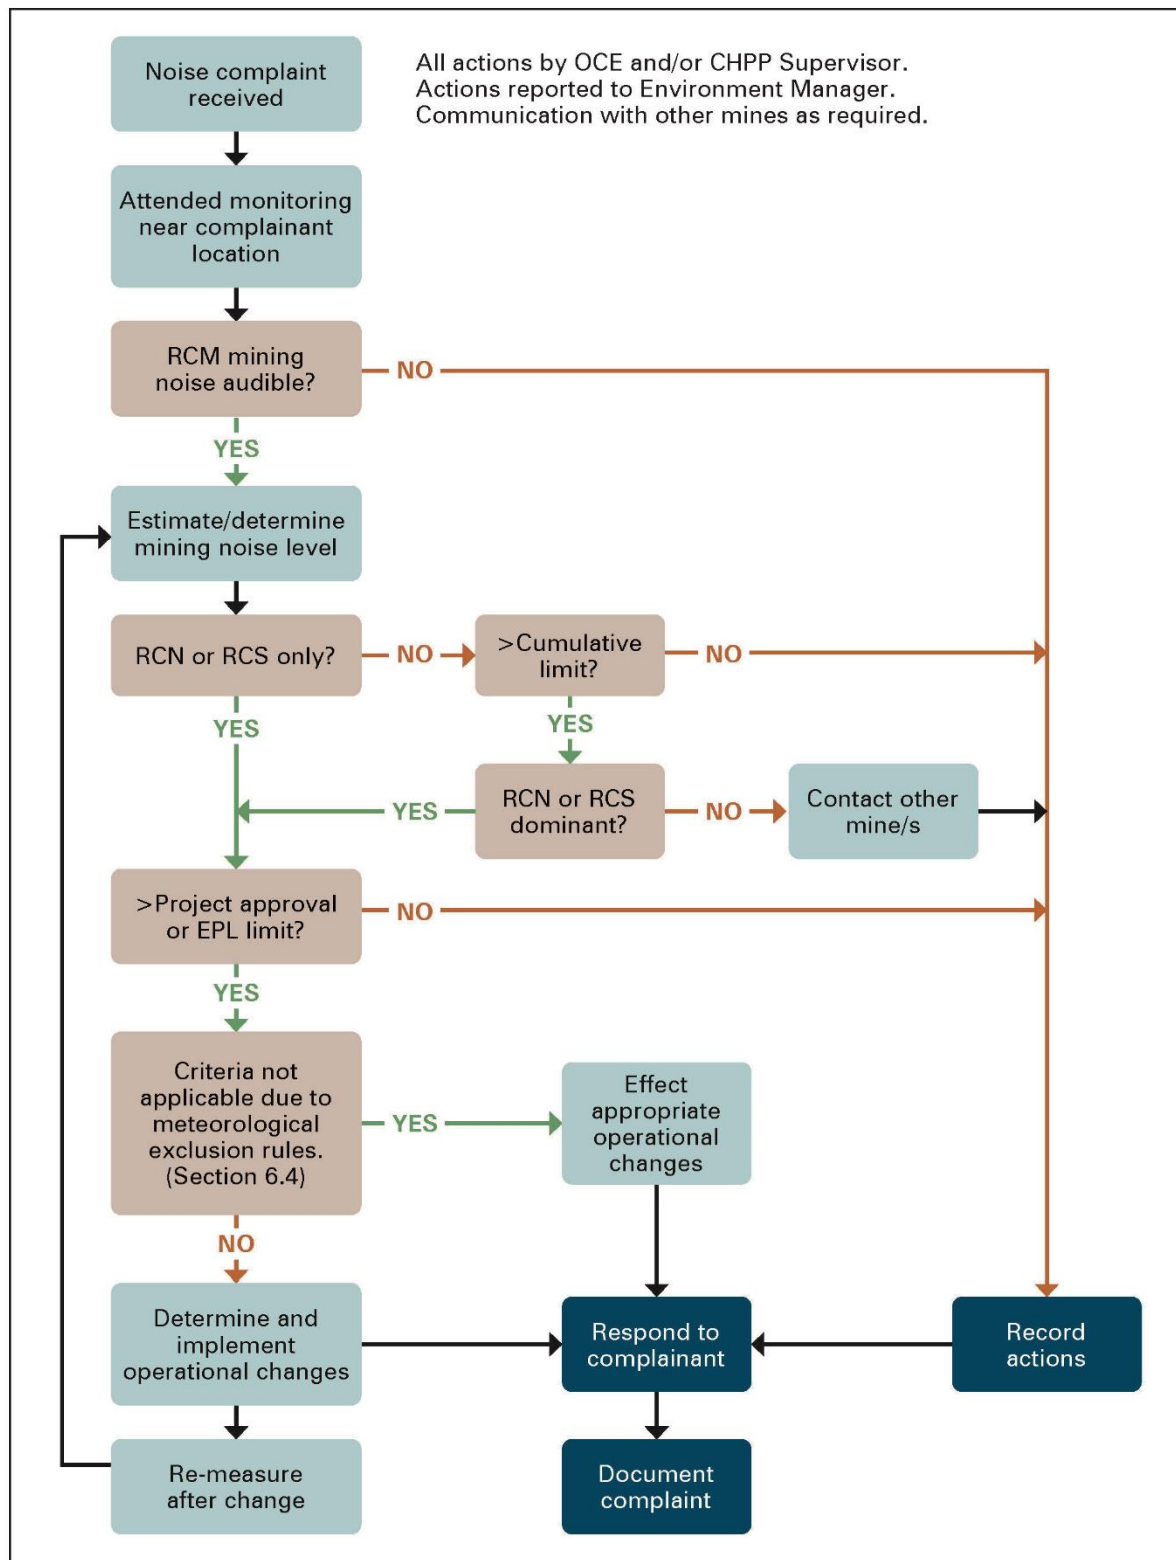 Noise complaint
received
All actions by OCE and/or CHPP Supervisor.
Actions reported to Environment Manager.
Communication with other mines as required.
Attended monitoring
near complainant
location
RCM mining
noise audible?
NO
YES
Estimate/determine
mining noise level
RCN or RCS only?
NO
>Cumulative
limit?
NO
YES
YES
RCN or RCS
dominant?
YES
NO
Contact other
mine/s
>Project approval
or EPL limit?
NO
YES
Criteria not
applicable due to
meteorological
exclusion rules.
(Section 6.4)
YES
Effect
appropriate
operational
changes
NO
Determine and
implement
operational changes
Respond to
complainant
Record
actions
Re-measure
after change
Document
complaint